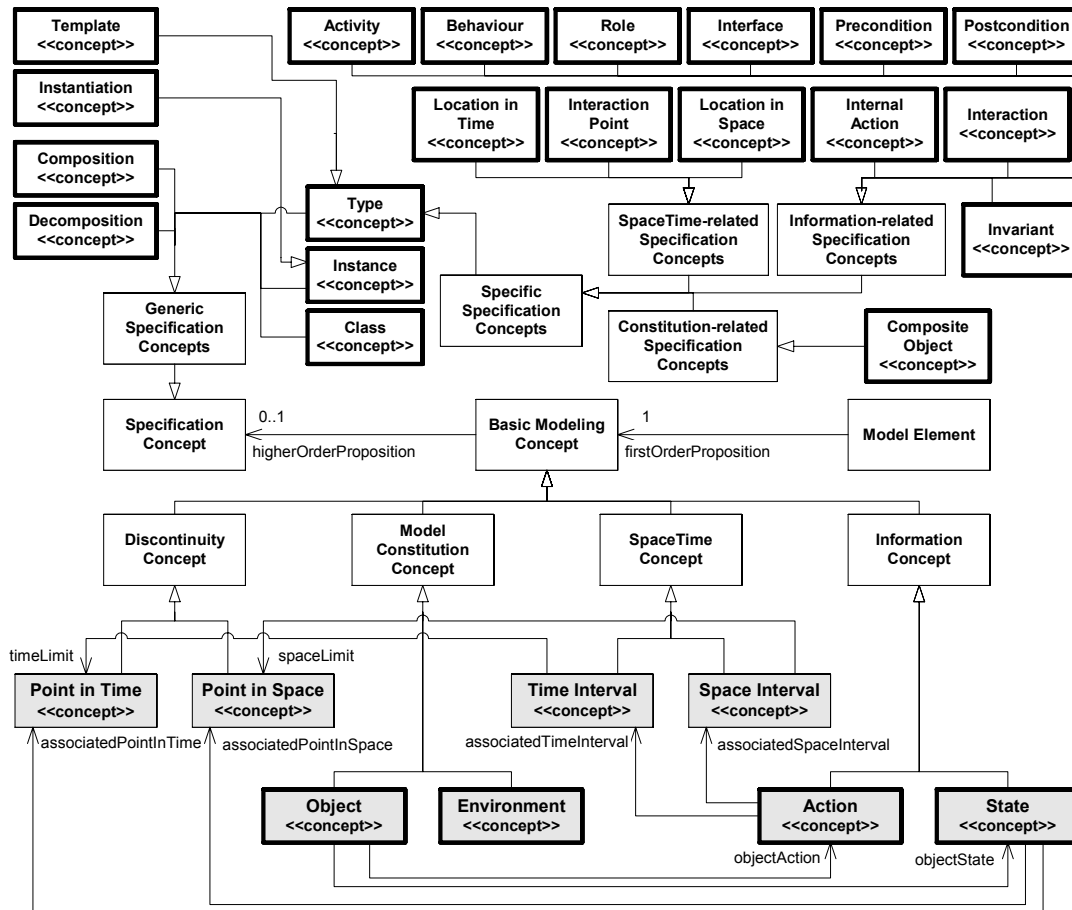 Template
<<concept>>
Activity
<<concept>>
Behaviour
<<concept>>
Role
<<concept>>
Interface
<<concept>>
Precondition
<<concept>>
Postcondition
<<concept>>
Instantiation
<<concept>>
Location in
Time
<<concept>>
Interaction
Point
<<concept>>
Location in
Space
<<concept>>
Internal
Action
<<concept>>
Interaction
<<concept>>
Composition
<<concept>>
Decomposition
<<concept>>
Type
<<concept>>
SpaceTime-related
Specification
Concepts
Information-related
Specification
Concepts
Invariant
<<concept>>
Instance
<<concept>>
Generic
Specification
Concepts
Specific
Specification
Concepts
Class
<<concept>>
Constitution-related
Specification
Concepts
Composite
Object
<<concept>>
Specification
Concept
0..1
higherOrderProposition
Basic Modeling
Concept
1
firstOrderProposition
Model Element
Discontinuity
Concept
Model
Constitution
Concept
SpaceTime
Concept
Information
Concept
timeLimit
spaceLimit
Point in Time
<<concept>>
Point in Space
<<concept>>
Time Interval
<<concept>>
Space Interval
<<concept>>
associatedPointInTime
associatedPointInSpace
associatedTimeInterval
associatedSpaceInterval
Object
<<concept>>
Environment
<<concept>>
Action
<<concept>>
State
<<concept>>
objectAction
objectState